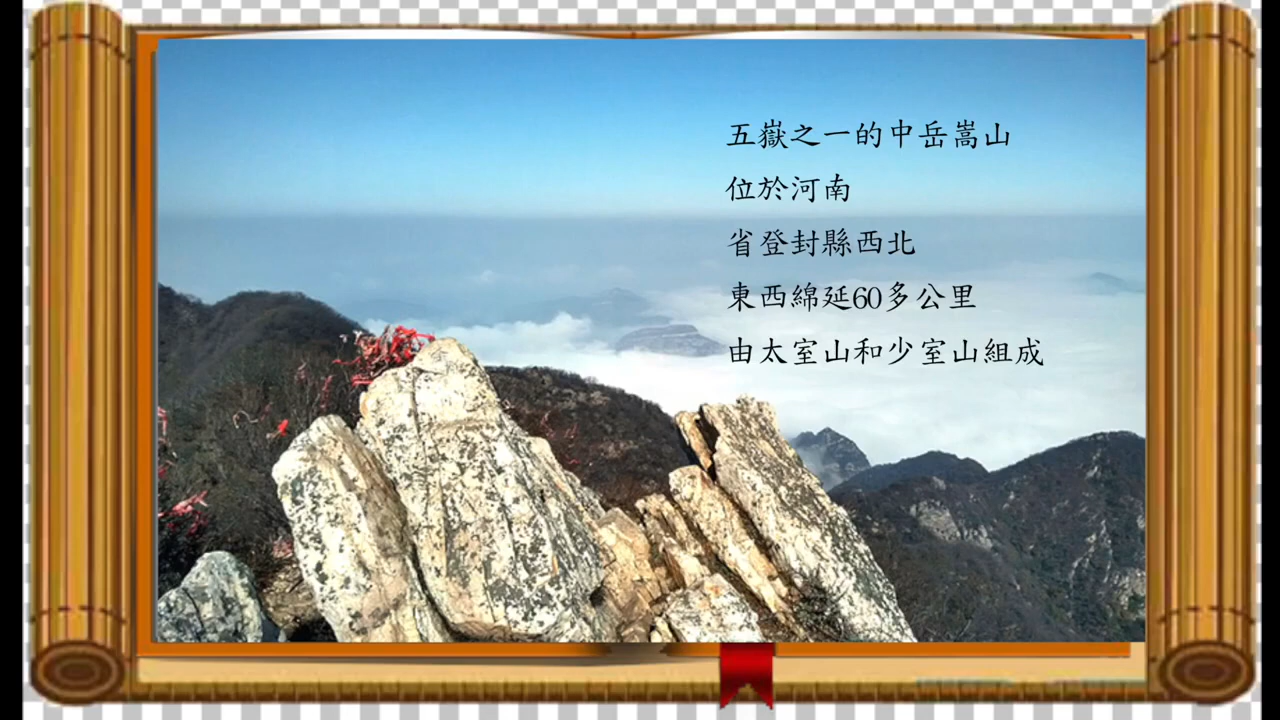 五嶽之一的中岳嵩山
位於河南
省登封縣西北
東西綿延60多公里
由太室山和少室山組成